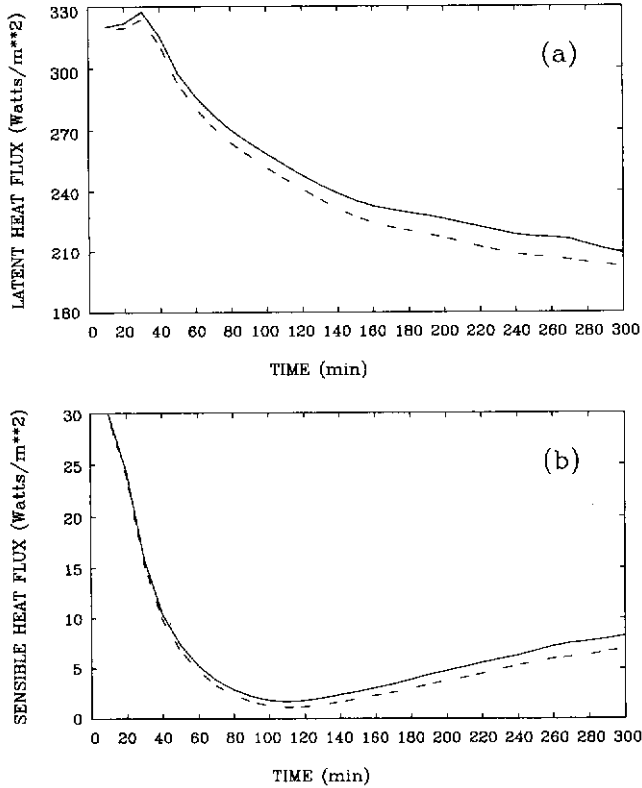 (a)
LATENT HEAT FLUX (Watts/m**2)
330
300
270
240
210
180
0 20 40 60 80 100 120 140 160 180 200 220 240 260 280 300
TIME (min)
(b)
SENSIBLE HEAT FLUX (Watts/m**2)
30
25
20
15
10
5
0
0 20 40 60 80 100 120 140 160 180 200 220 240 260 280 300
TIME (min)